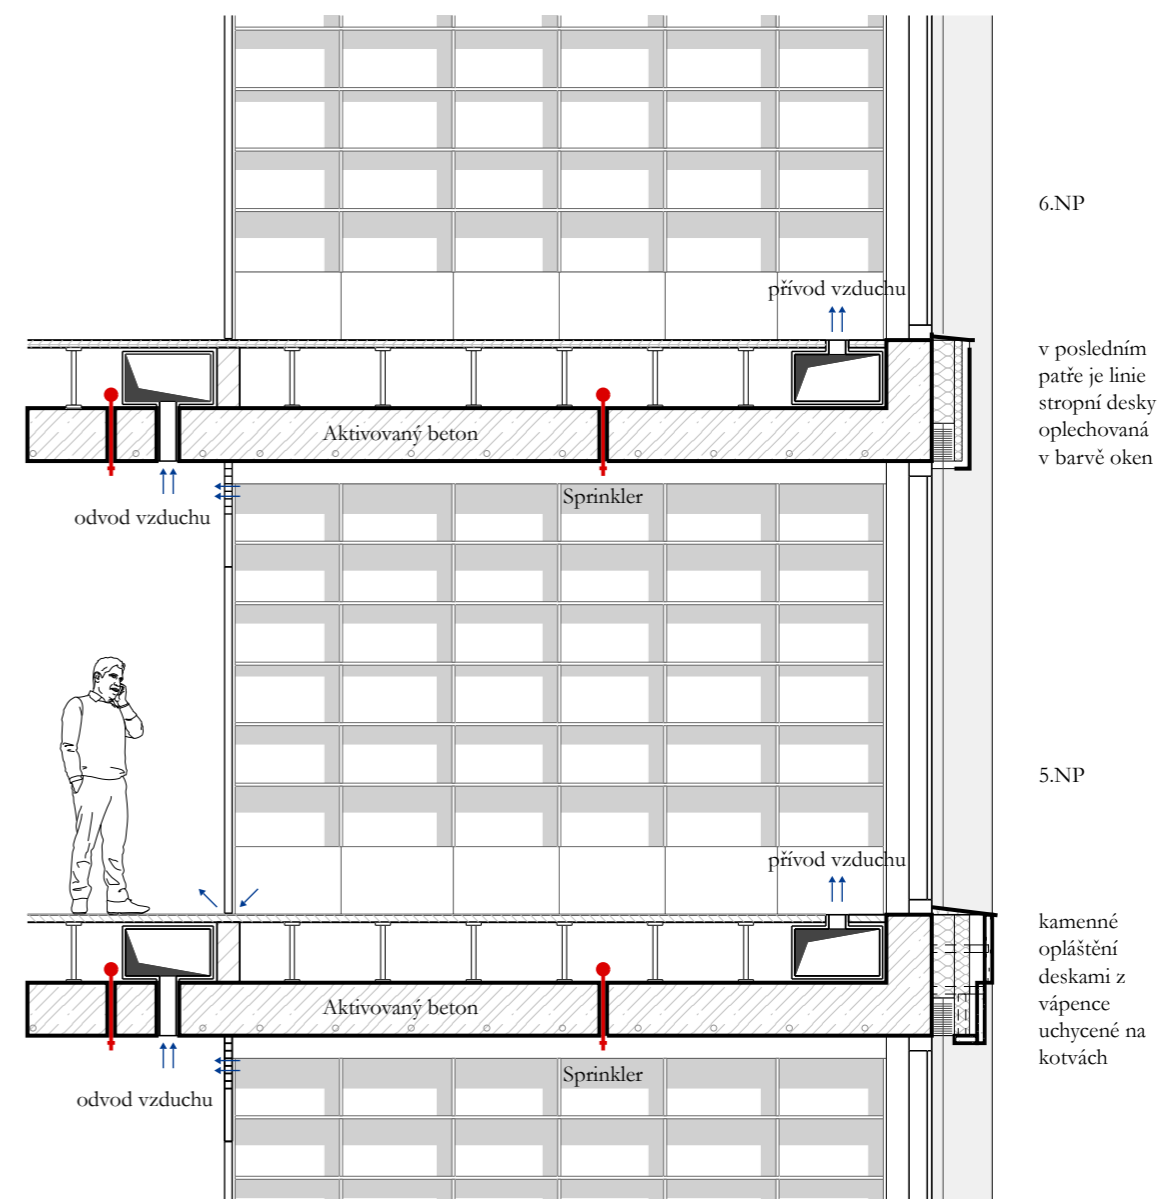 6.NP
přívod vzduchu
v posledním
patře je linie
stropní desky
oplechovaná
v barvě oken
Aktivovaný beton
Sprinkler
odvod vzduchu
5.NP
přívod vzduchu
kamenné
opláštění
deskami z
vápence
uchycené na
kotvách
Aktivovaný beton
Sprinkler
odvod vzduchu